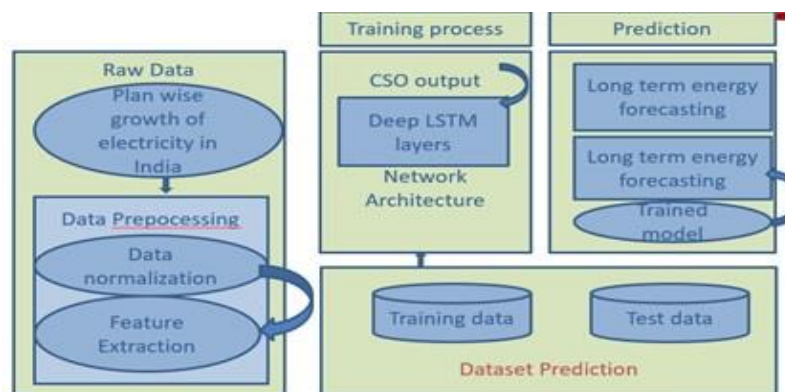 Raw Data
Plan wise
growth of
electricity in
India
Data Prepocessing
Data
normalization
Feature
Extraction
Training process
CSO output
Deep LSTM
layers
Network
Architecture
Prediction
Long term energy
forecasting
Long term energy
forecasting
Trained
model
Training data
Test data
Dataset Prediction